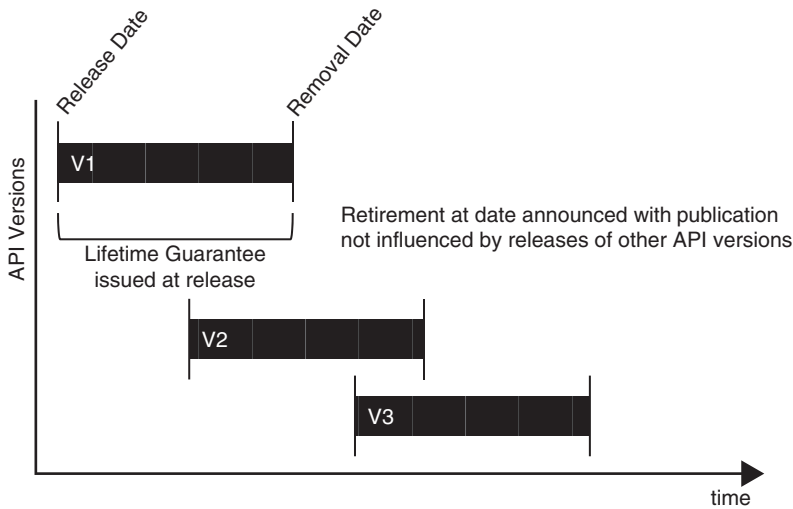 Release Date
Removal Date
API Versions
V1
Retirement at date announced with publication
not influenced by releases of other API versions
Lifetime Guarantee
issued at release
V2
V3
time